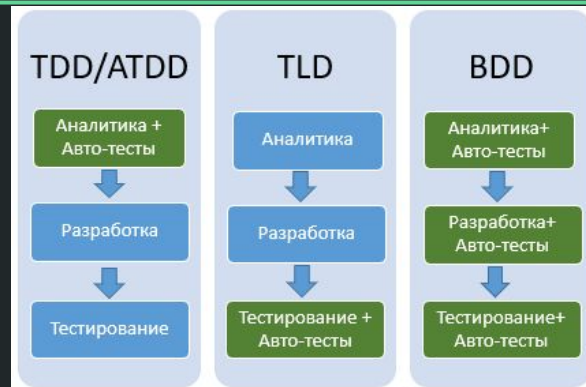 TDD/ATDD
Аналитика +
Авто-тесты
Разработка
Тестирование
TLD
Аналитика
Разработка
Тестирование +
Авто-тесты
BDD
Аналитика+
Авто-тесты
Разработка+
Авто-тесты
Тестирование+
Авто-тесты